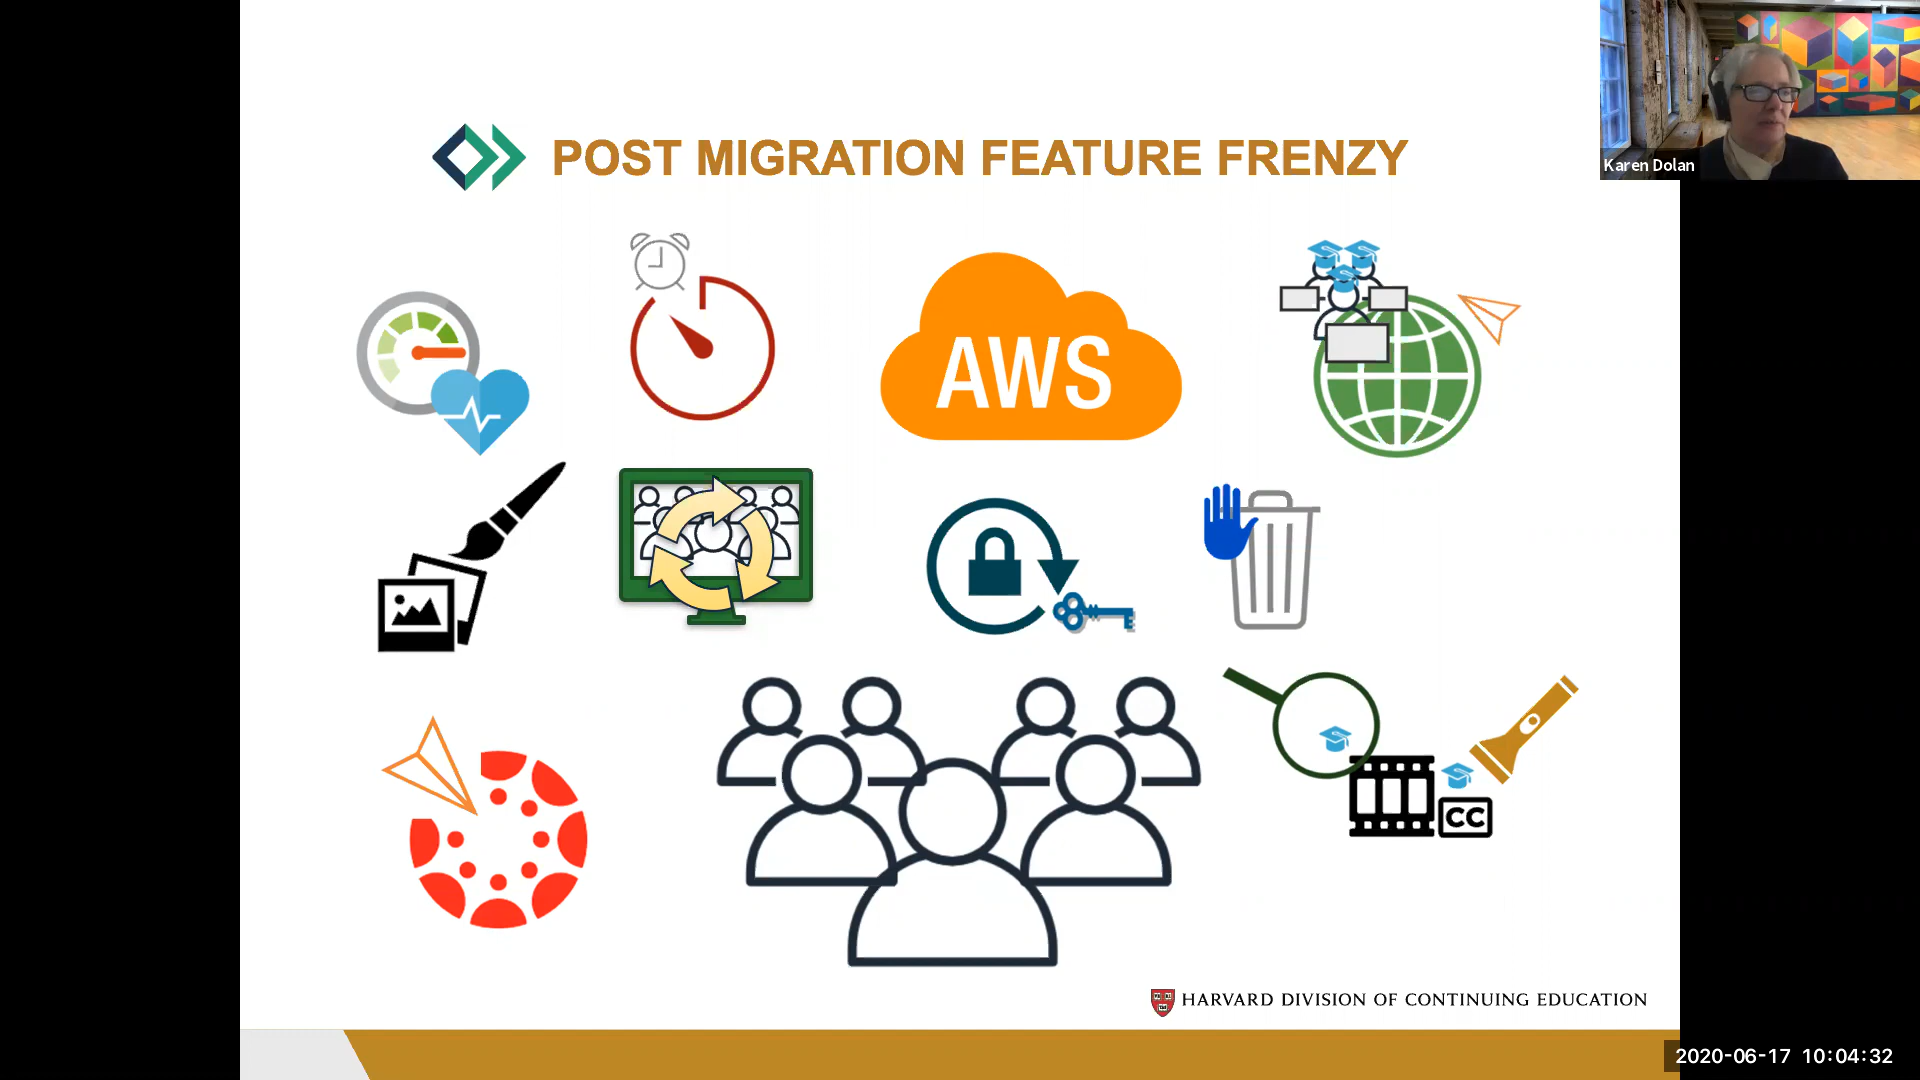 Karen Dolan
POST MIGRATION FEATURE FRENZY
AWS
CC
HARVARD DIVISION OF CONTINUING EDUCATION
2020-06-17 10:04:32